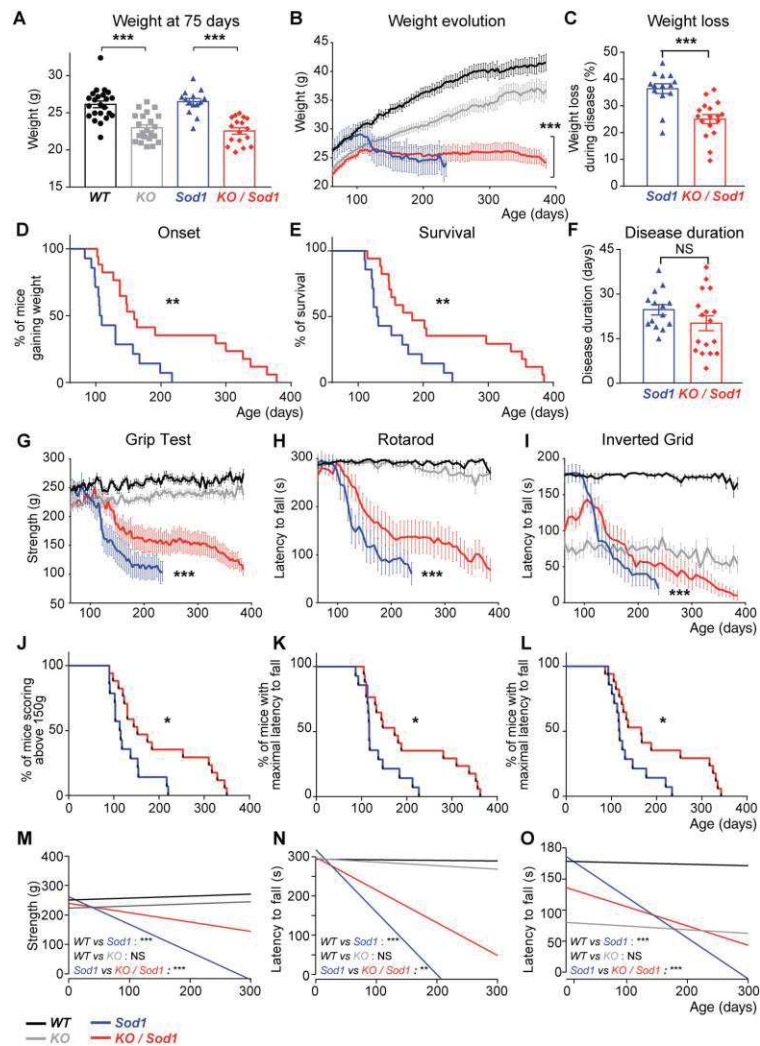 A Weight at 75 days
*** ***
Weight (g)
30
25
20
15
WT KO Sod1 KO / Sod1
B Weight evolution
Weight (g)
45
40
35
30
25
20
15
***
100 200 300 400
Age (days)
C Weight loss
***
Weight loss
during disease (%)
50
40
30
20
10
0
Sod1 KO / Sod1
D Onset
% of mice
gaining weight
100
50
0
**
100 200 300 400
Age (days)
E Survival
% of survival
100
50
0
**
100 200 300 400
Age (days)
F Disease duration
NS
Disease duration (days)
45
30
15
0
Sod1 KO / Sod1
G Grip Test
Strength (g)
300
250
200
150
100
50
***
100 200 300 400
H Rotarod
Latency to fall (s)
300
200
100
0
***
100 200 300 400
I Inverted Grid
Latency to fall (s)
200
150
100
50
0
***
100 200 300 400
Age (days)
J
% of mice scoring
above 150g
100
50
0
*
0 100 200 300 400
K
% of mice with
maximal latency to fall
100
50
0
*
0 100 200 300 400
L
% of mice with
maximal latency to fall
100
50
0
*
0 100 200 300 400
Age (days)
M
Strength (g)
400
300
200
100
0
WT vs Sod1 : ***
WT vs KO : NS
Sod1 vs KO / Sod1 : ***
0 100 200 300
N
Latency to fall (s)
300
250
200
150
100
50
0
WT vs Sod1 : ***
WT vs KO : NS
Sod1 vs KO / Sod1 : **
0 100 200 300
O
Latency to fall (s)
180
150
100
50
0
WT vs Sod1 : ***
WT vs KO : NS
Sod1 vs KO / Sod1 : ***
0 100 200 300
Age (days)
WT Sod1
KO KO / Sod1